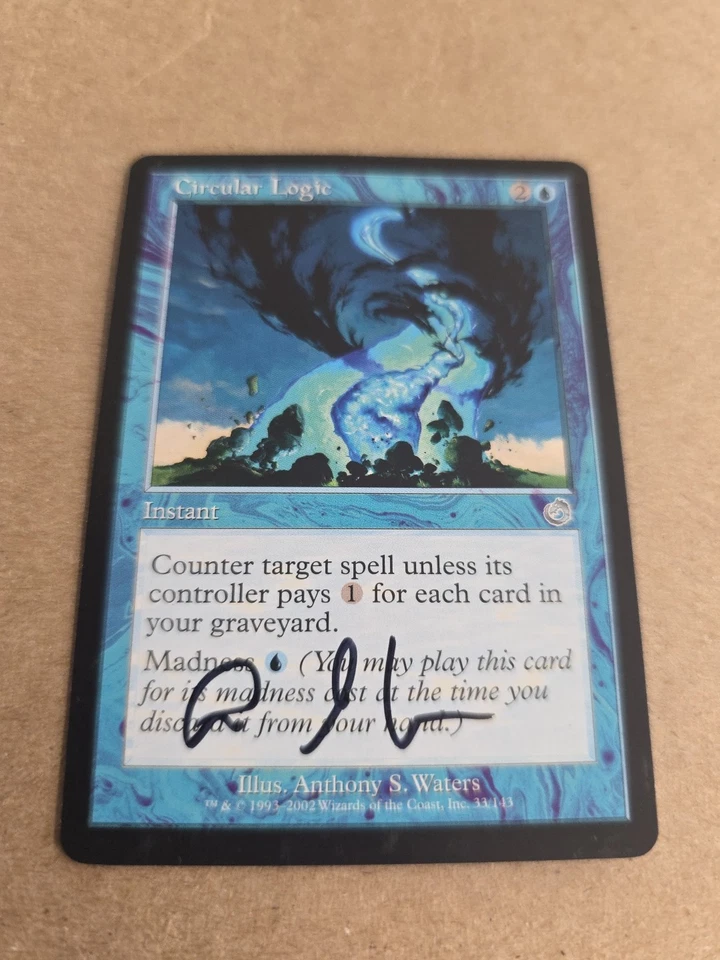 Circular Logic 2
Instant
Counter target spell unless its
controller pays 1 for each card in
your graveyard.
Madness (You may play this card
for its madness cost at the time you
discard it from your hand.)
Illus. Anthony S. Waters
™ & © 1993-2002 Wizards of the Coast, Inc. 33/143